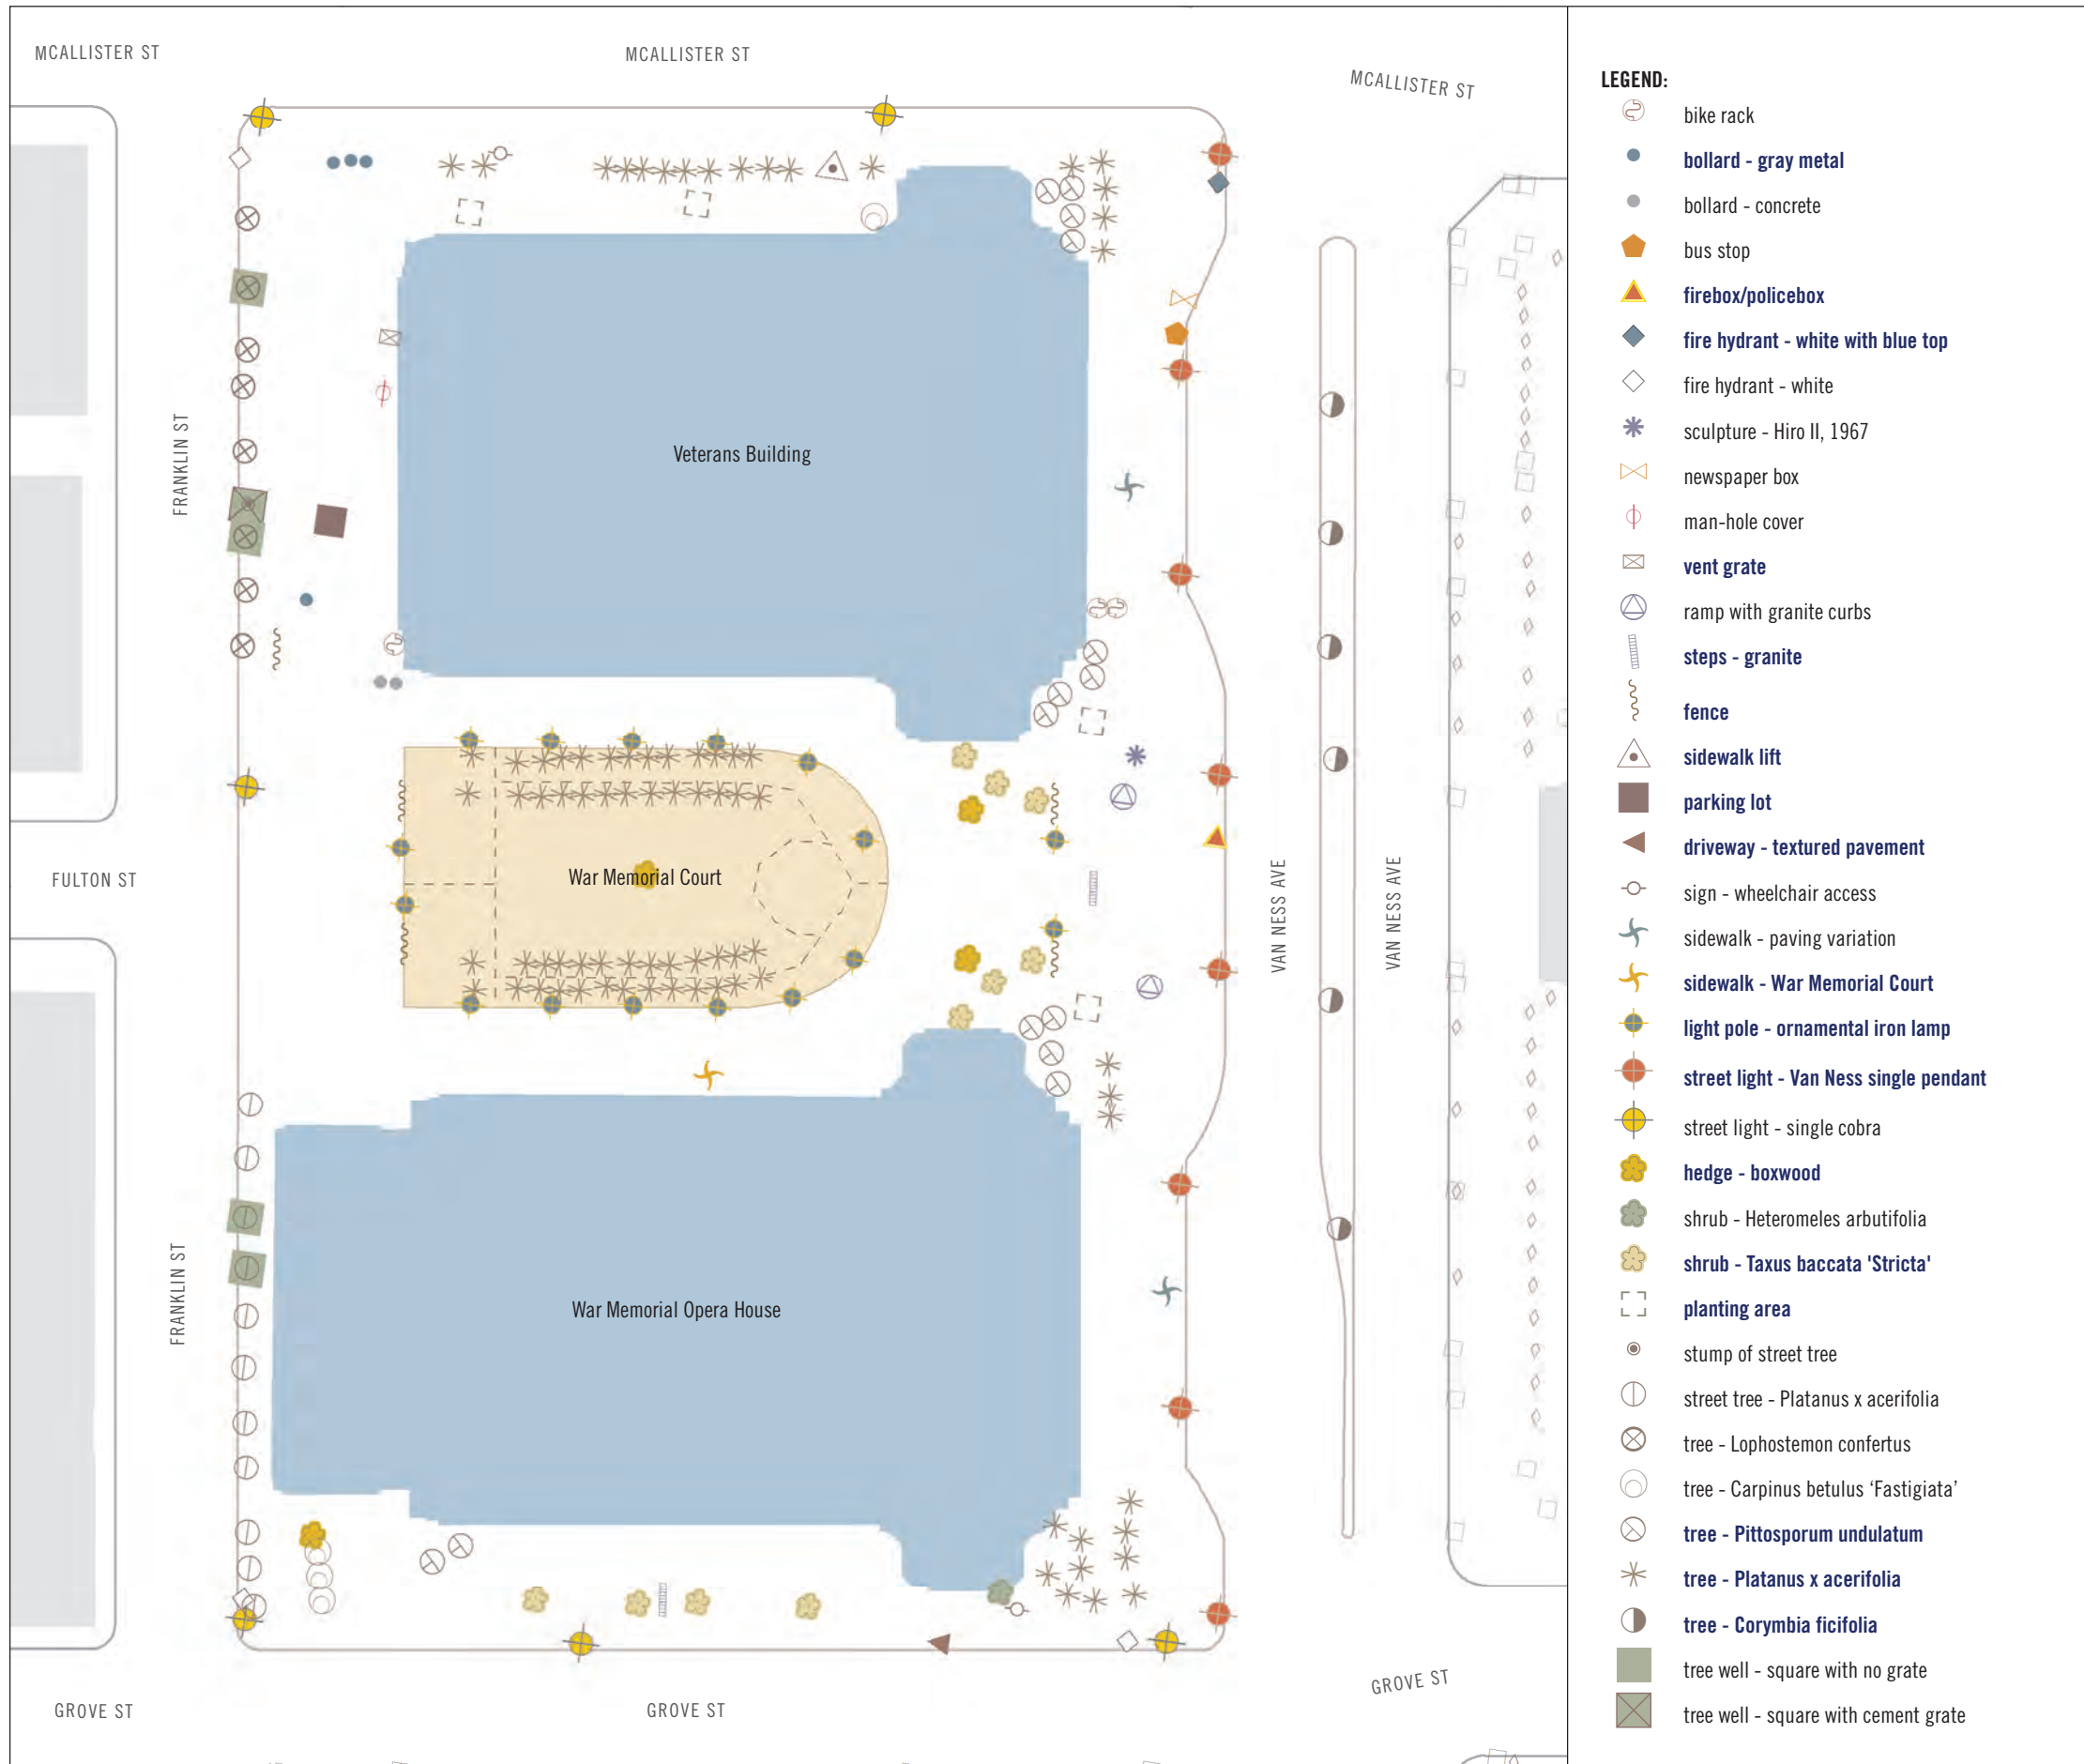 MCALLISTER ST
MCALLISTER ST
MCALLISTER ST
FRANKLIN ST
Veterans Building
FULTON ST
War Memorial Court
VAN NESS AVE
VAN NESS AVE
FRANKLIN ST
War Memorial Opera House
GROVE ST
GROVE ST
GROVE ST
LEGEND:
bike rack
bollard - gray metal
bollard - concrete
bus stop
firebox/policebox
fire hydrant - white with blue top
fire hydrant - white
sculpture - Hiro II, 1967
newspaper box
man-hole cover
vent grate
ramp with granite curbs
steps - granite
fence
sidewalk lift
parking lot
driveway - textured pavement
sign - wheelchair access
sidewalk - paving variation
sidewalk - War Memorial Court
light pole - ornamental iron lamp
street light - Van Ness single pendant
street light - single cobra
hedge - boxwood
shrub - Heteromeles arbutifolia
shrub - Taxus baccata 'Stricta'
planting area
stump of street tree
street tree - Platanus x acerifolia
tree - Lophostemon confertus
tree - Carpinus betulus ‘Fastigiata’
tree - Pittosporum undulatum
tree - Platanus x acerifolia
tree - Corymbia ficifolia
tree well - square with no grate
tree well - square with cement grate